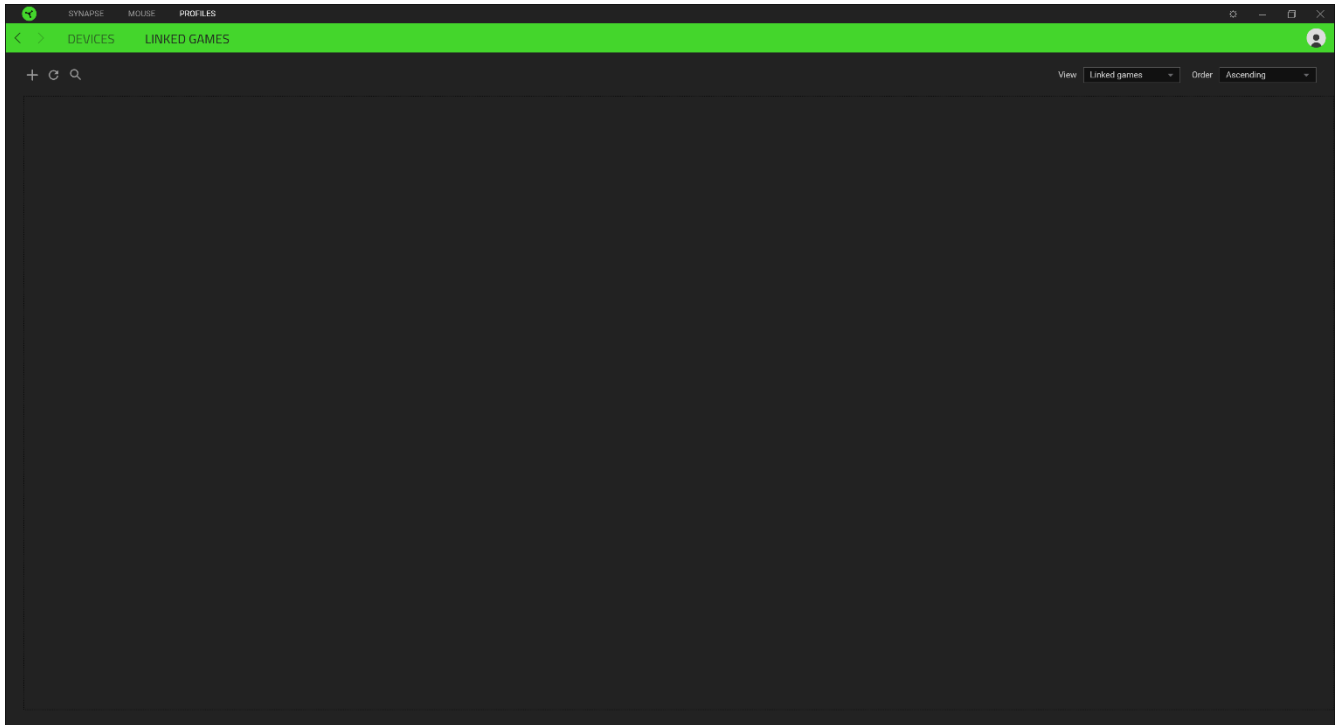 SYNAPSE MOUSE PROFILES
DEVICES LINKED GAMES
View Linked games Order Ascending